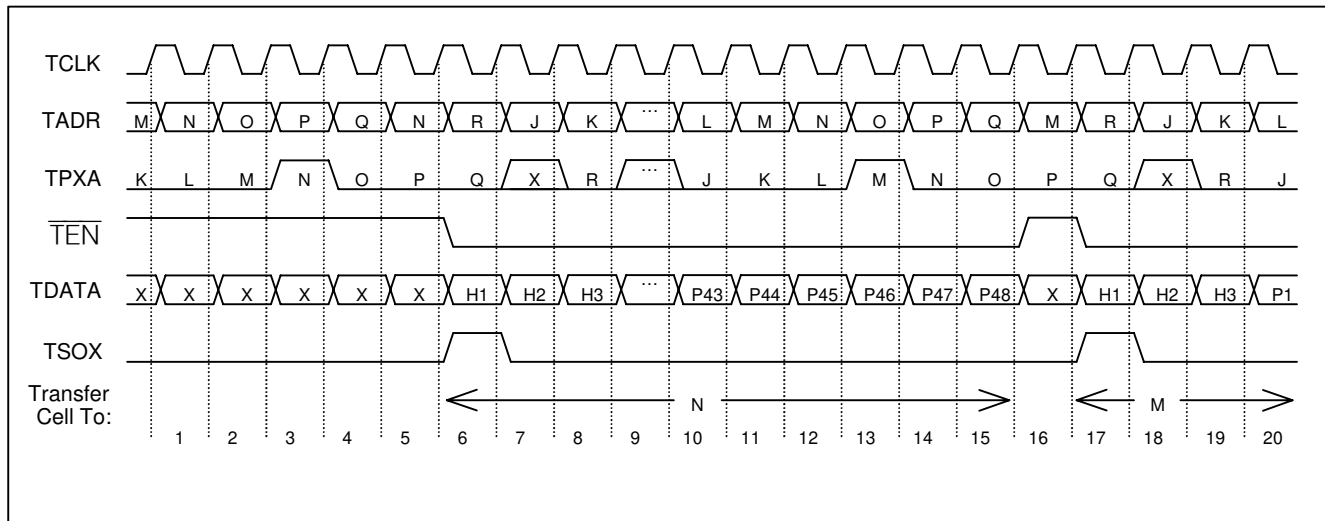 TCLK
TADR M N O P Q N R J K ... L M N O P Q M R J K L
TPXA K L M N O P Q X R ... J K L M N O P Q X R J
TEN
TDATA X X X X X X H1 H2 H3 ... P43 P44 P45 P46 P47 P48 X H1 H2 H3 P1
TSOX
Transfer
Cell To: N M
1 2 3 4 5 6 7 8 9 10 11 12 13 14 15 16 17 18 19 20